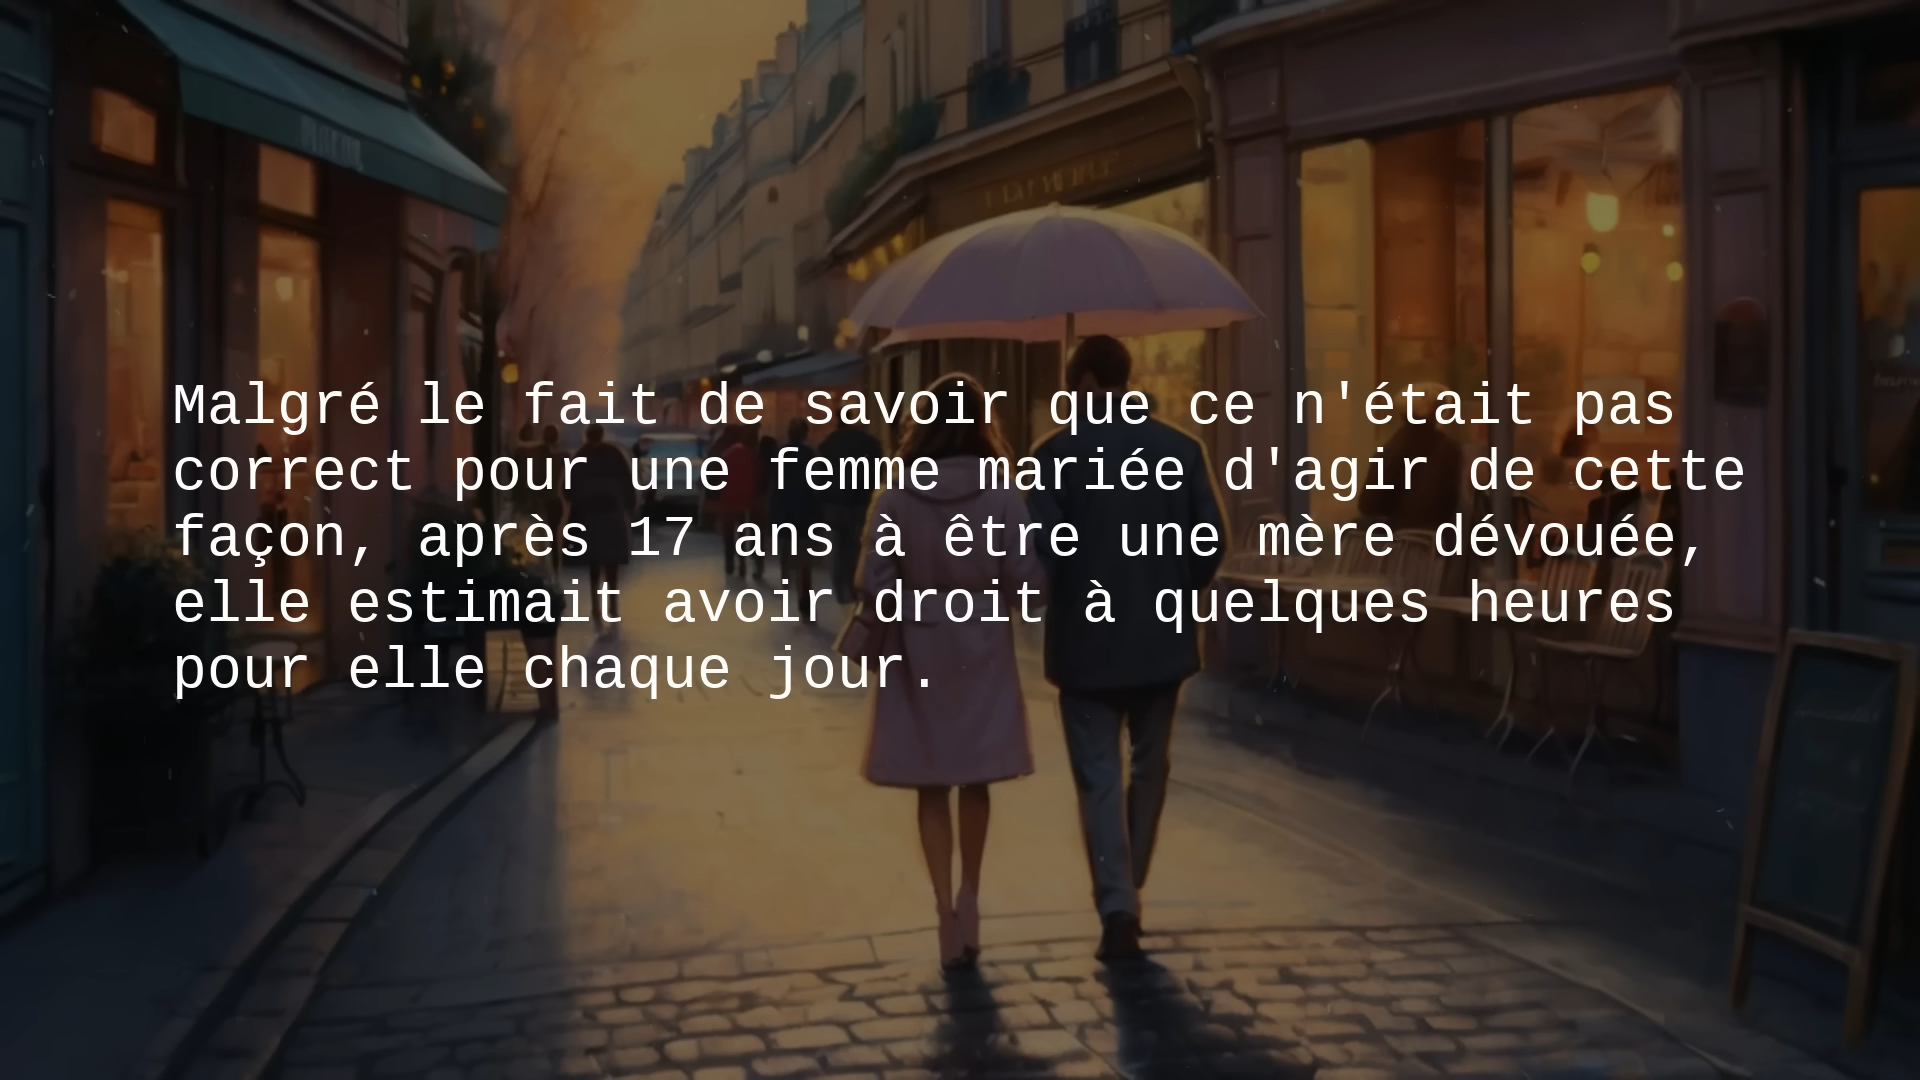 Malgré le fait de savoir que ce n'était pas
correct pour une femme mariée d'agir de cette
façon, après 17 ans à être une mère dévouée,
elle estimait avoir droit à quelques heures
pour elle chaque jour.